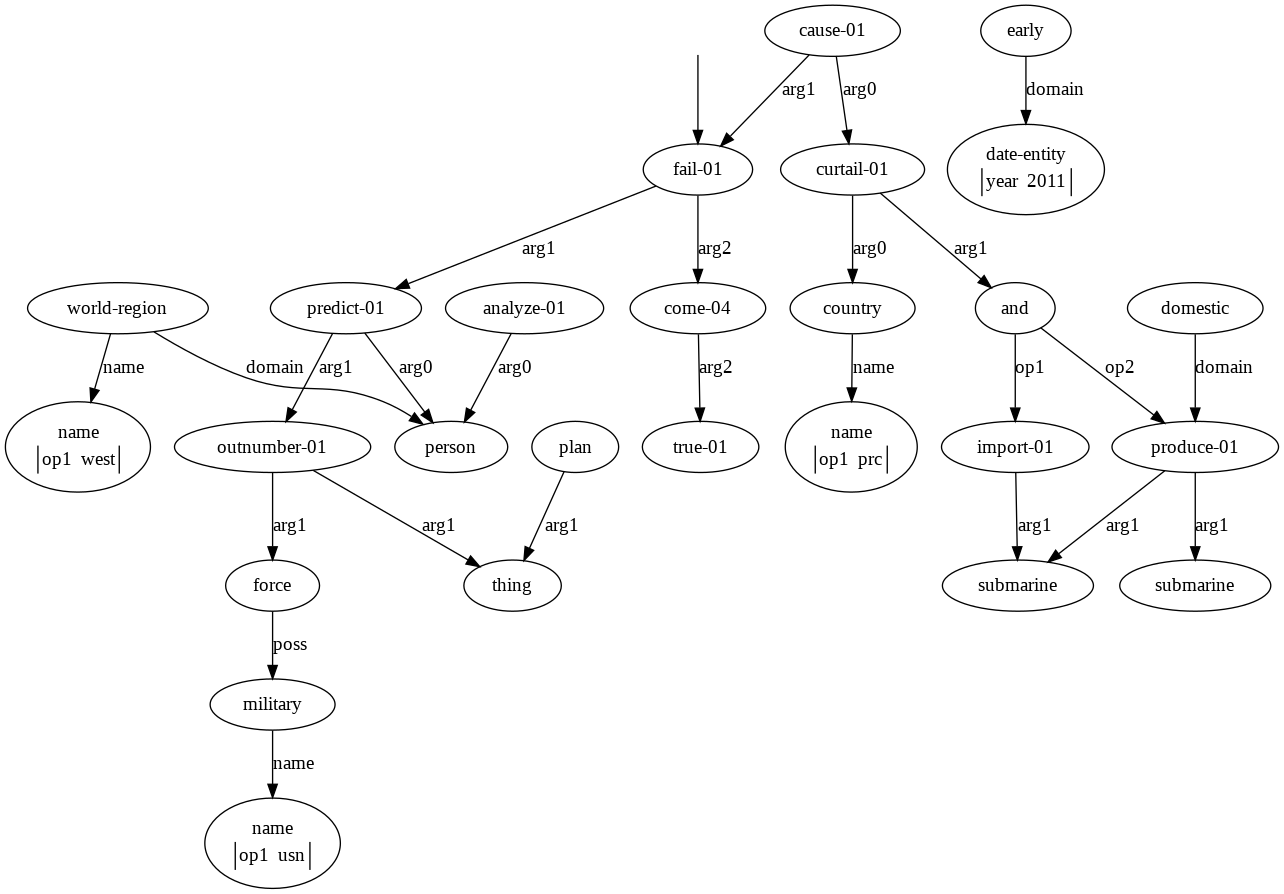 cause-01
early
arg1
arg0
domain
fail-01
curtail-01
date-entity
year 2011
arg1
arg2
arg0
arg1
world-region
predict-01
analyze-01
come-04
country
and
domestic
name
domain
arg1
arg0
arg0
arg2
name
op1
op2
domain
name
op1 west
outnumber-01
person
plan
true-01
name
op1 prc
import-01
produce-01
arg1
arg1
arg1
arg1
arg1
arg1
force
thing
submarine
submarine
poss
military
name
name
op1 usn